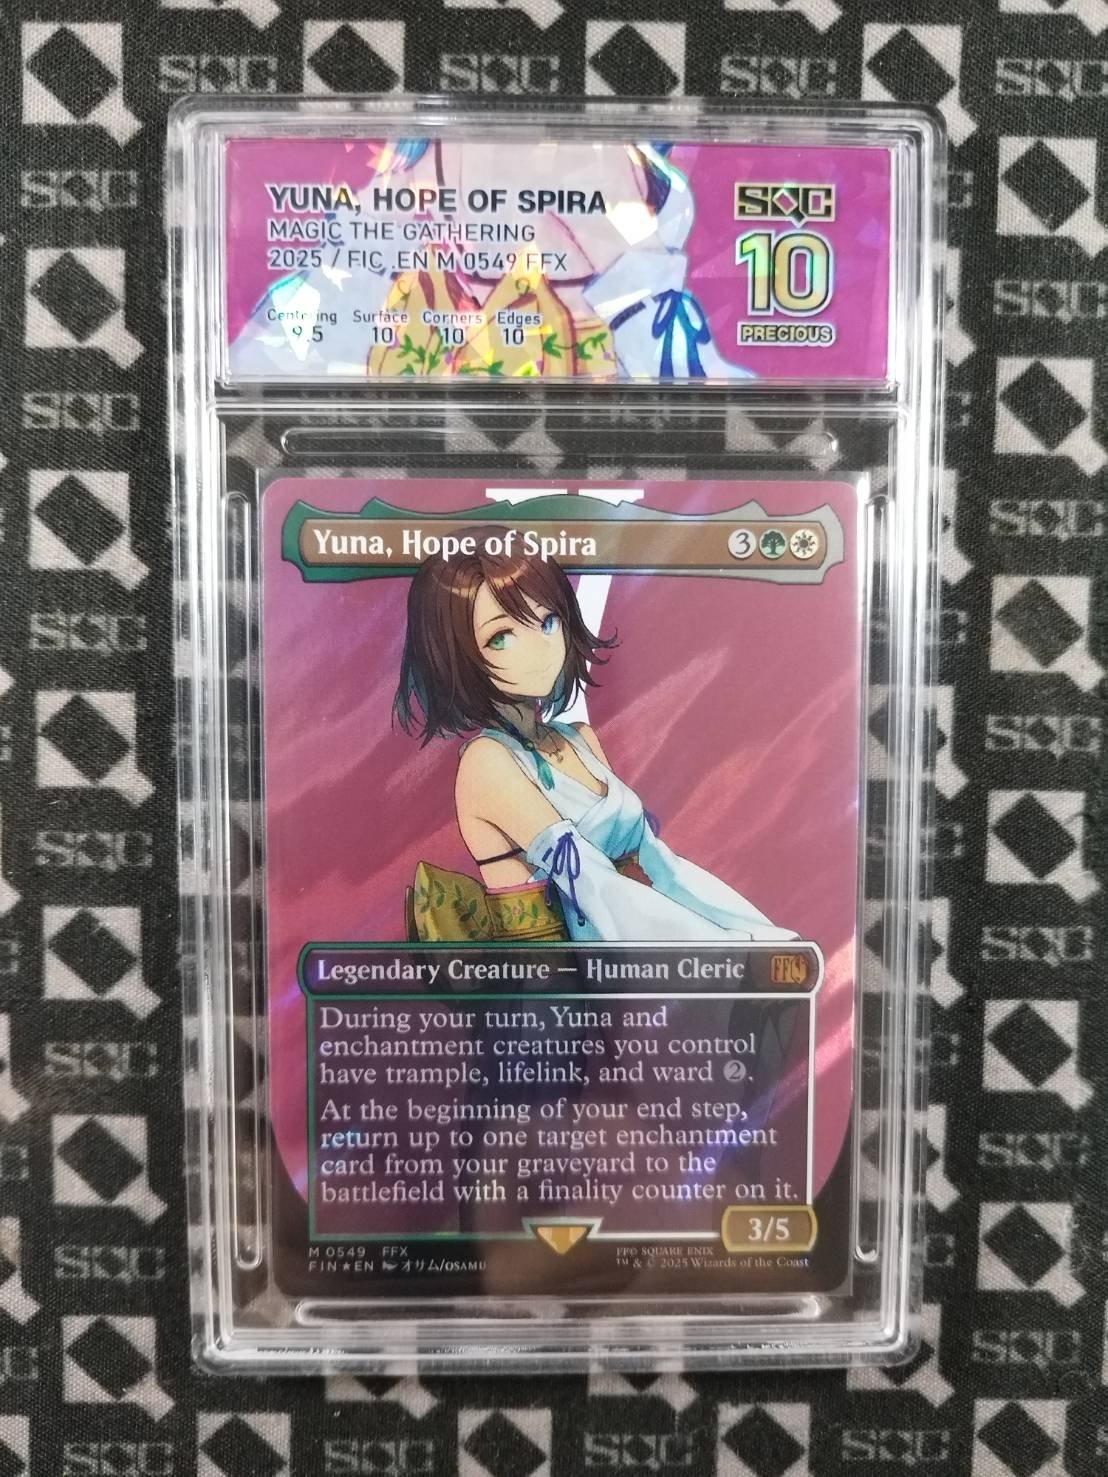 YUNA, HOPE OF SPIRA
MAGIC THE GATHERING
2025 / FIC .EN M 0549 FFX
Centering Surface Corners Edges
9.5 10 10 10
SQC
10
PRECIOUS
Yuna, Hope of Spira 3
Legendary Creature — Human Cleric
During your turn, Yuna and
enchantment creatures you control
have trample, lifelink, and ward 2.
At the beginning of your end step,
return up to one target enchantment
card from your graveyard to the
battlefield with a finality counter on it.
3/5
M 0549 FFX
FIN★EN オサム/OSAMU
SQUARE ENIX
™ & © 2025 Wizards of the Coast